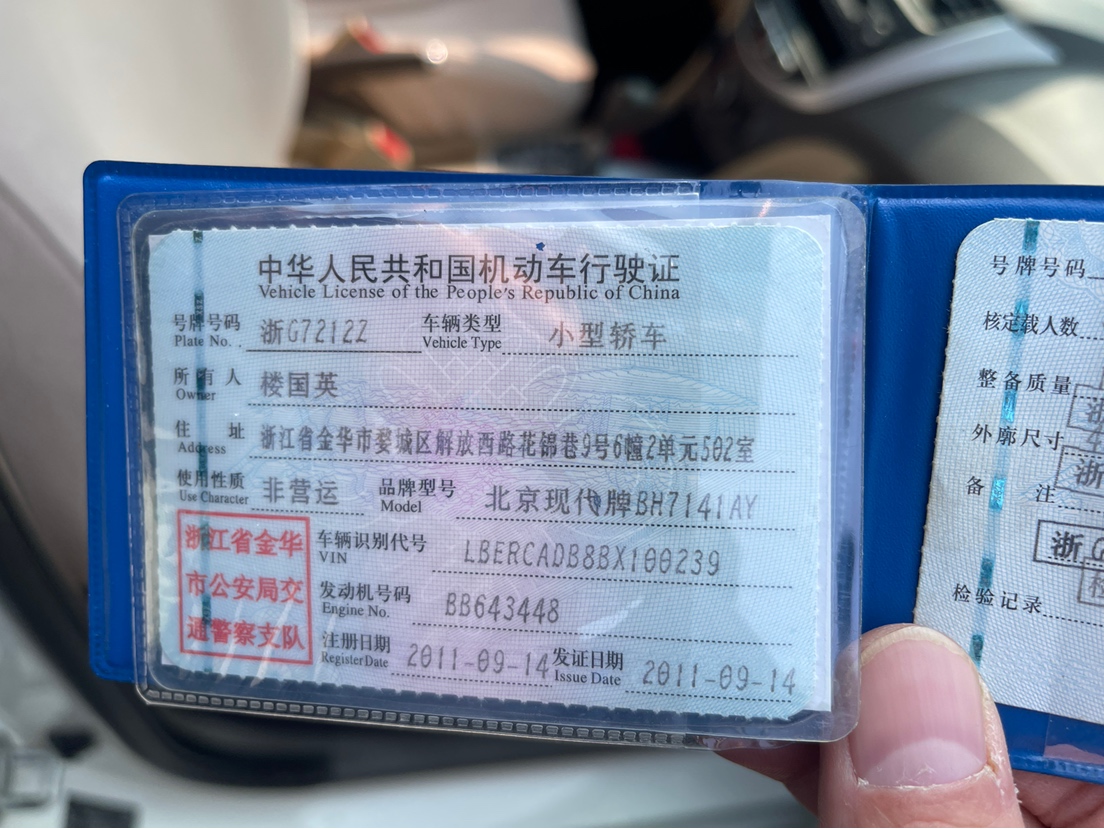 中华人民共和国机动车行驶证
Vehicle License of the People's Republic of China
号牌号码 浙G7212Z 车辆类型 小型轿车
Plate No. Vehicle Type
所有人 楼国英
Owner
住址 浙江省金华市婺城区解放西路花锦巷9号6幢2单元502室
Address
使用性质 非营运 品牌型号 北京现代牌BH7141AY
Use Character Model
浙江省金华
市公安局交
通警察支队
车辆识别代号 LBERCADB8BX100239
VIN
发动机号码 BB643448
Engine No.
注册日期 2011-09-14 发证日期 2011-09-14
Register Date Issue Date
号牌号码
核定载人数
整备质量
外廓尺寸
浙
备注
浙G
检验记录